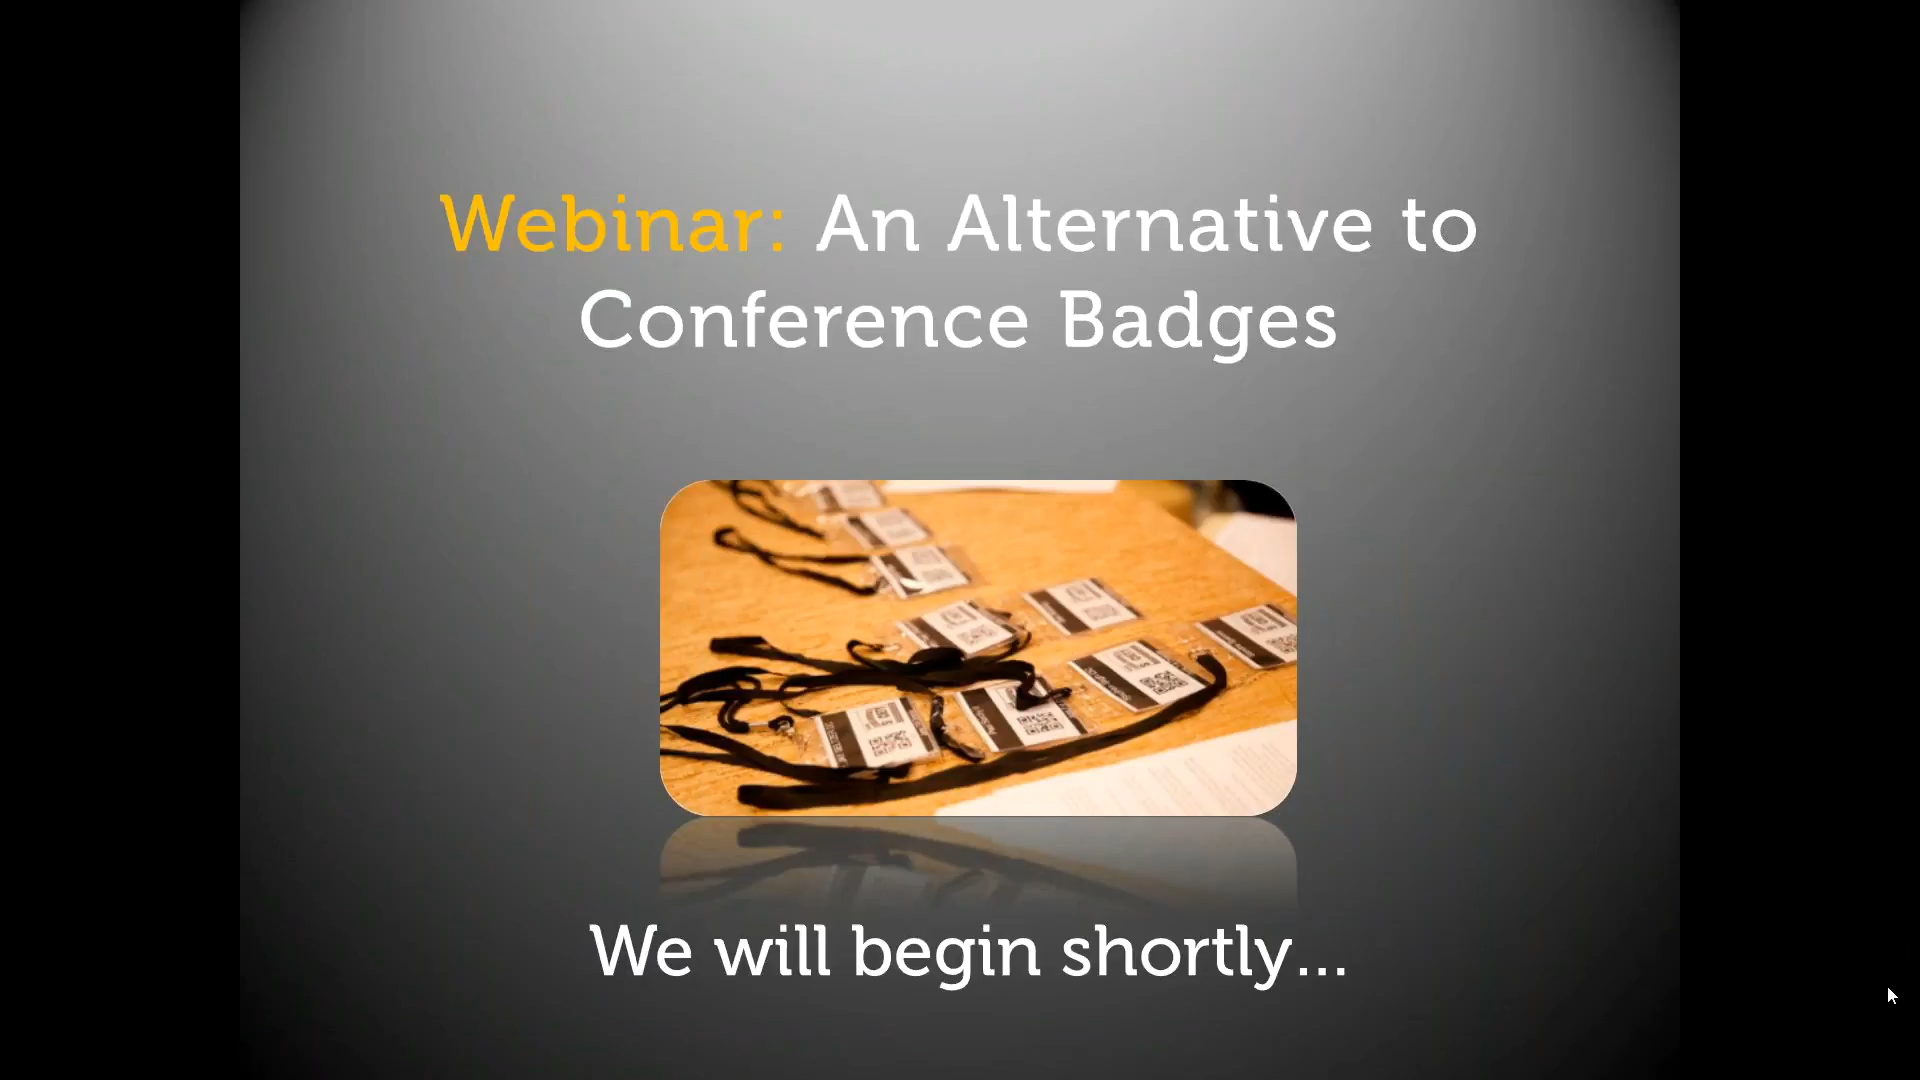 Webinar: An Alternative to
Conference Badges
We will begin shortly...